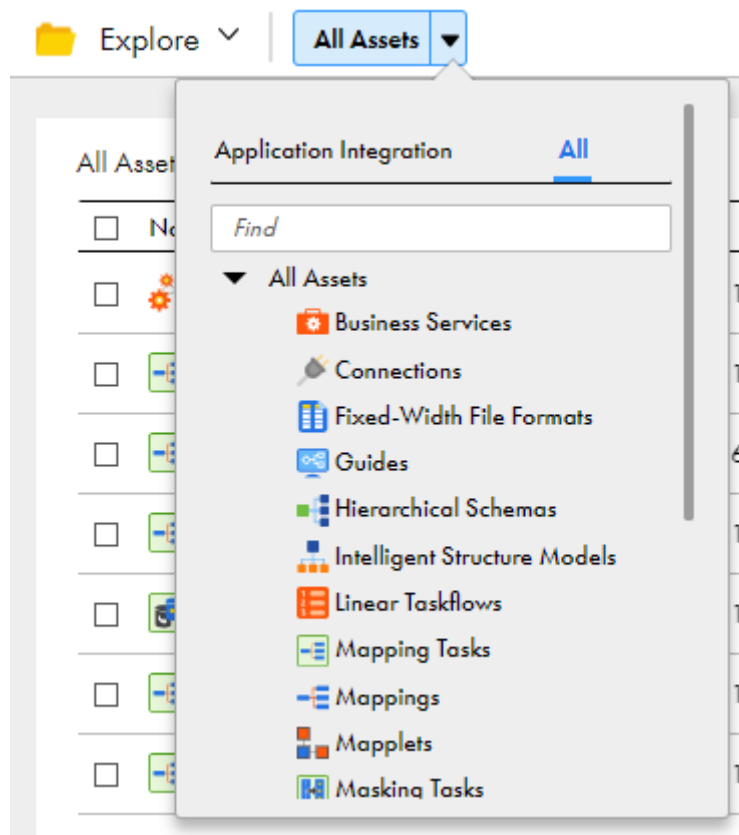 Explore
All Assets
Application Integration
All
All Asset
Find
All Assets
Business Services
Connections
Fixed-Width File Formats
Guides
Hierarchical Schemas
Intelligent Structure Models
Linear Taskflows
Mapping Tasks
Mappings
Mapplets
Masking Tasks